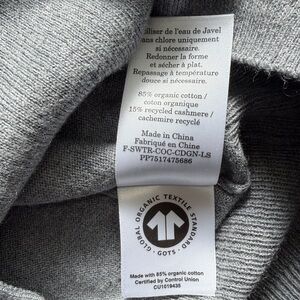 utiliser de l'eau de Javel
sans chlore uniquement
si nécessaire.
Redonner la forme
et sécher à plat.
Repassage à température
douce si nécessaire.
85% organic cotton /
coton organique
15% recycled cashmere /
cachemire recyclé
Made in China
Fabriqué en Chine
F-SWTR-COC-CDGN-LS
PP7517475686
GLOBAL ORGANIC TEXTILE STANDARD
· GOTS ·
Made with 85% organic cotton
Certified by Control Union
CU1019435